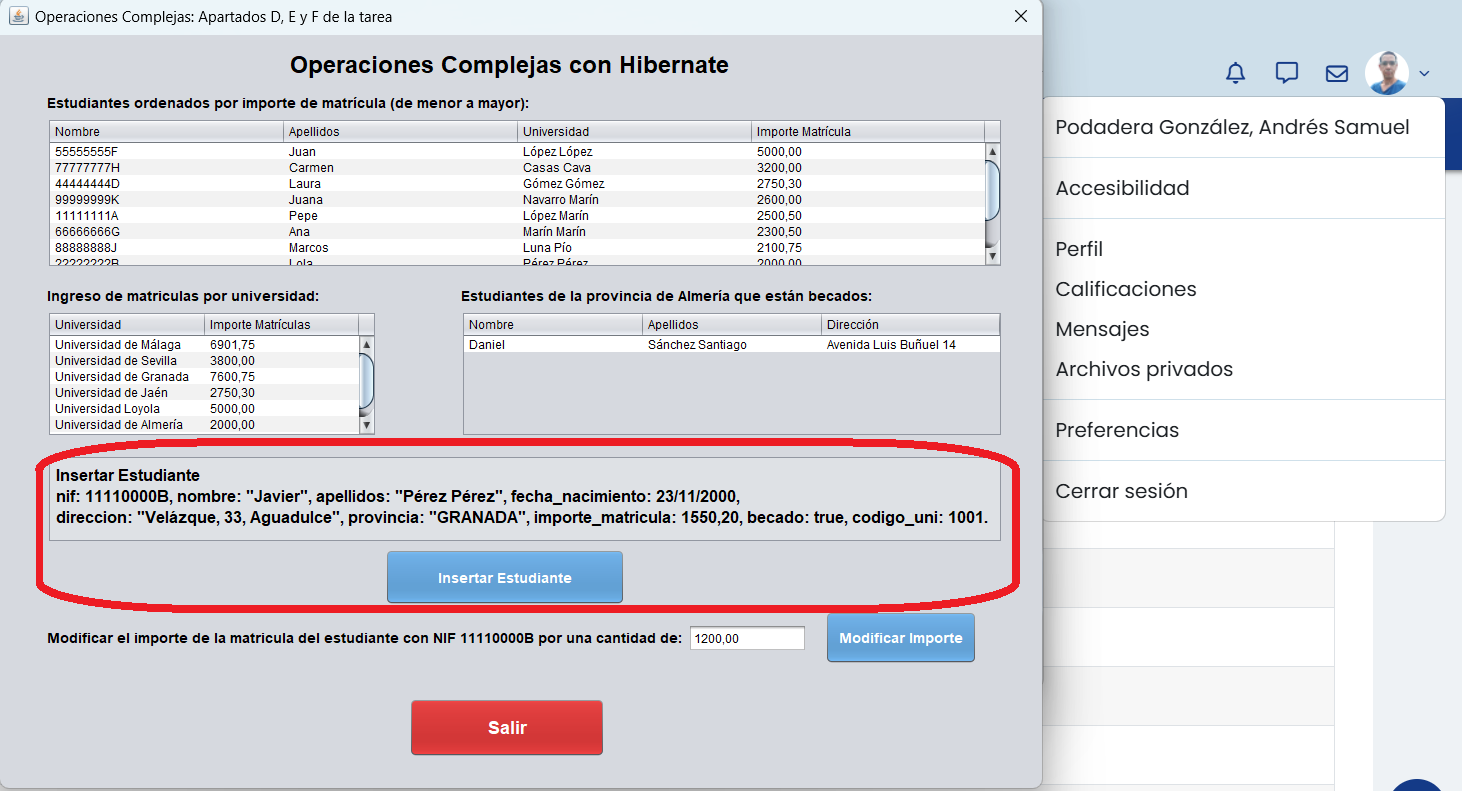 Operaciones Complejas: Apartados D, E y F de la tarea
Operaciones Complejas con Hibernate
Estudiantes ordenados por importe de matrícula (de menor a mayor):
Nombre Apellidos Universidad Importe Matrícula
55555555F Juan López López 5000,00
77777777H Carmen Casas Cava 3200,00
44444444D Laura Gómez Gómez 2750,30
99999999K Juana Navarro Marín 2600,00
11111111A Pepe López Marín 2500,50
66666666G Ana Marín Marín 2300,50
88888888J Marcos Luna Pío 2100,75
22222222B Lola Pérez Pérez 2000,00
Ingreso de matriculas por universidad:
Universidad Importe Matrículas
Universidad de Málaga 6901,75
Universidad de Sevilla 3800,00
Universidad de Granada 7600,75
Universidad de Jaén 2750,30
Universidad Loyola 5000,00
Universidad de Almería 2000,00
Estudiantes de la provincia de Almería que están becados:
Nombre Apellidos Dirección
Daniel Sánchez Santiago Avenida Luis Buñuel 14
Insertar Estudiante
nif: 11110000B, nombre: "Javier", apellidos: "Pérez Pérez", fecha_nacimiento: 23/11/2000,
direccion: "Velázque, 33, Aguadulce", provincia: "GRANADA", importe_matricula: 1550,20, becado: true, codigo_uni: 1001.
Insertar Estudiante
Modificar el importe de la matricula del estudiante con NIF 11110000B por una cantidad de: 1200,00 Modificar Importe
Salir
Podadera González, Andrés Samuel
Accesibilidad
Perfil
Calificaciones
Mensajes
Archivos privados
Preferencias
Cerrar sesión